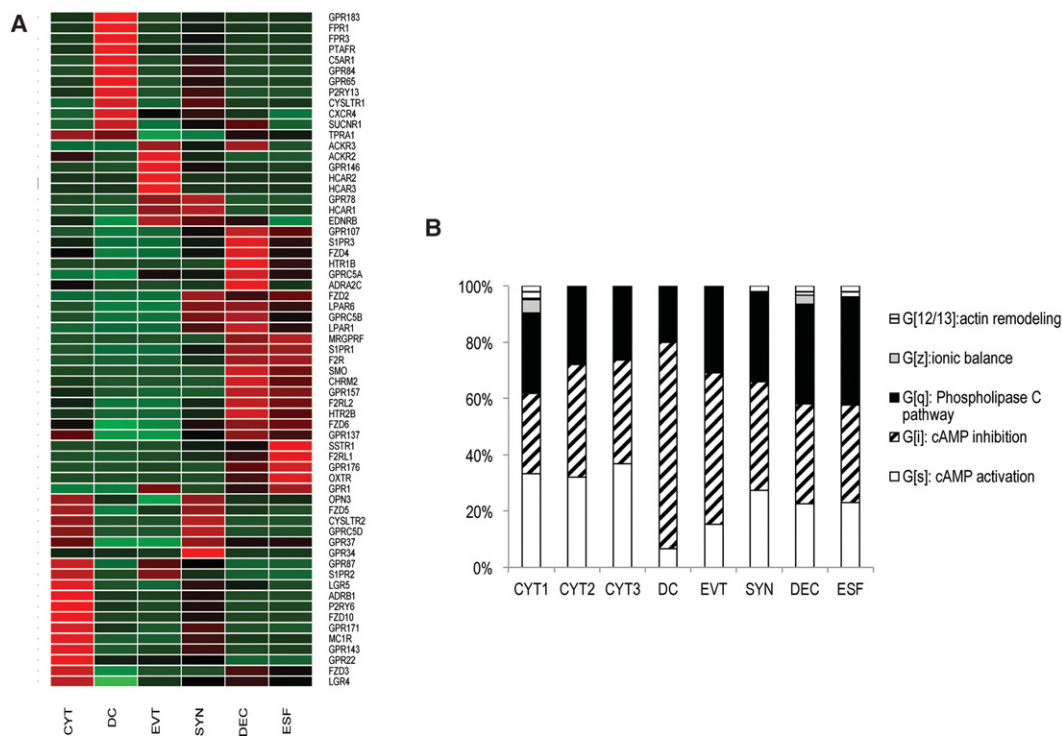 A
GPR183
FPR1
FPR3
PTAFR
C5AR1
GPR84
GPR65
P2RY13
CYSLTR1
CXCR4
SUCNR1
TPRA1
ACKR3
ACKR2
GPR146
HCAR2
HCAR3
GPR78
HCAR1
EDNRB
GPR107
S1PR3
FZD4
HTR1B
GPRC5A
ADRA2C
FZD2
LPAR6
GPRC5B
LPAR1
MRGPRF
S1PR1
F2R
SMO
CHRM2
GPR157
F2RL2
HTR2B
FZD6
GPR137
SSTR1
F2RL1
GPR176
OXTR
GPR1
OPN3
FZD5
CYSLTR2
GPRC5D
GPR37
GPR34
GPR87
S1PR2
LGR5
ADRB1
P2RY6
FZD10
GPR171
MC1R
GPR143
GPR22
FZD3
LGR4
CYT
DC
EVT
SYN
DEC
ESF
B
100%
80%
60%
40%
20%
0%
CYT1 CYT2 CYT3 DC EVT SYN DEC ESF
G[12/13]:actin remodeling
G[z]:ionic balance
G[q]: Phospholipase C
pathway
G[i]: cAMP inhibition
G[s]: cAMP activation